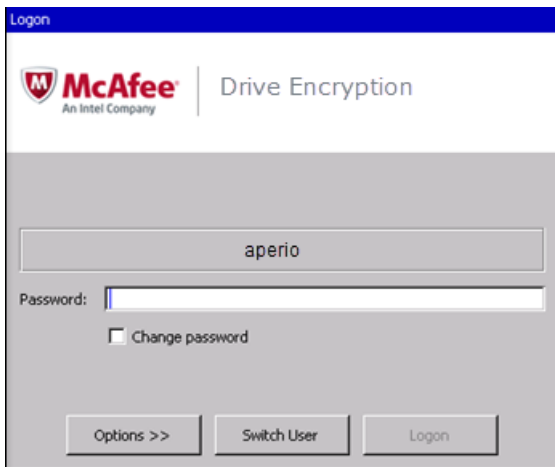 Logon
McAfee
An Intel Company
Drive Encryption
aperio
Password:
Change password
Options >> Switch User Logon